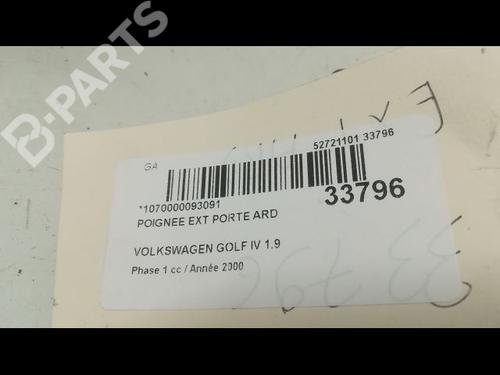 B-PARTS
GA
52721101 33796
*1070000093091
33796
POIGNEE EXT PORTE ARD
VOLKSWAGEN GOLF IV 1.9
Phase 1 cc / Année 2000
33796